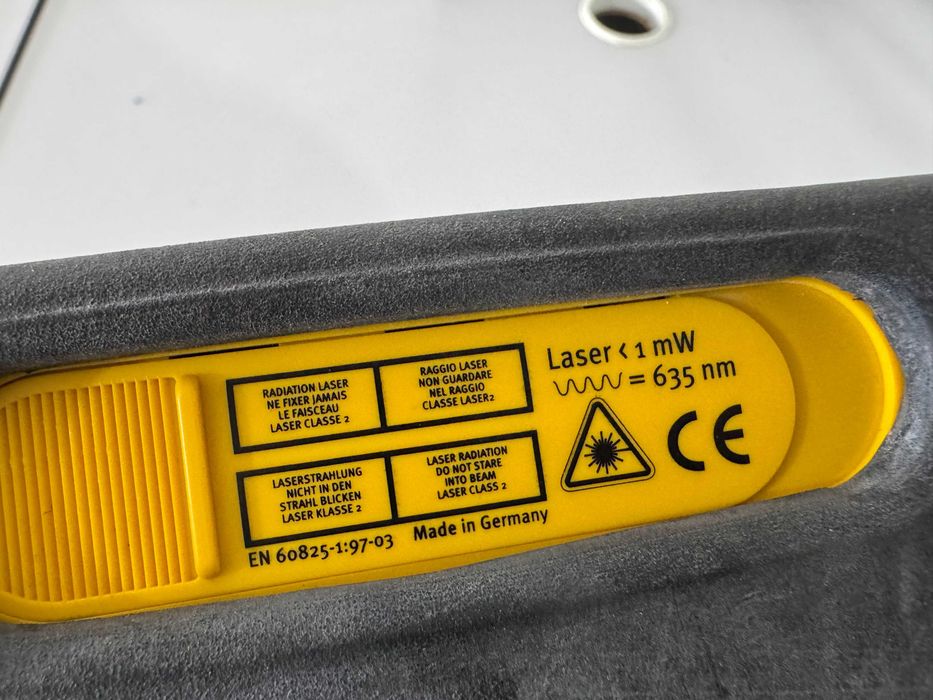 RADIATION LASER
NE FIXER JAMAIS
LE FAISCEAU
LASER CLASSE 2
RAGGIO LASER
NON GUARDARE
NEL RAGGIO
CLASSE LASER2
LASERSTRAHLUNG
NICHT IN DEN
STRAHL BLICKEN
LASER KLASSE 2
LASER RADIATION
DO NOT STARE
INTO BEAM
LASER CLASS 2
EN 60825-1:97-03
Made in Germany
Laser < 1 mW
= 635 nm
CE